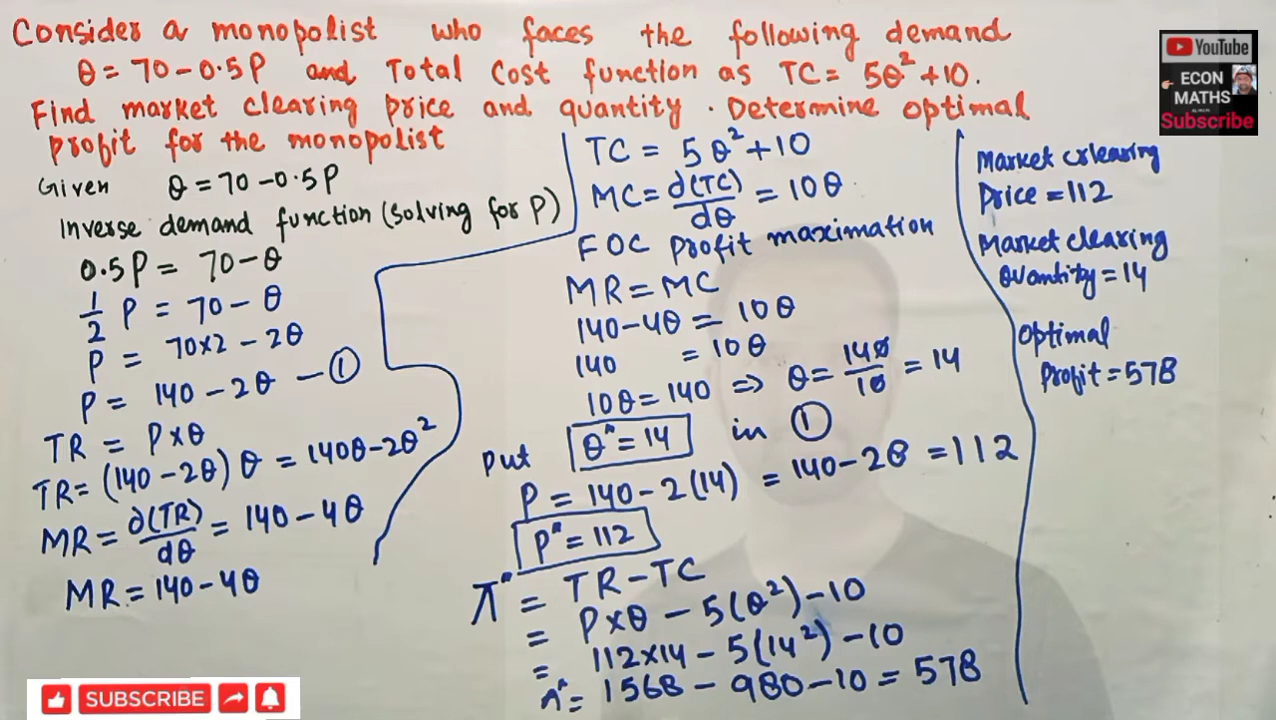 Consider a monopolist who faces the following demand
Q = 70-0.5P and Total Cost function as TC = 5Q²+10.
Find market clearing price and quantity. Determine optimal
profit for the monopolist
Given Q = 70-0.5P
Inverse demand function (solving for P)
0.5P = 70-Q
1/2 P = 70-Q
P = 70x2 - 2Q
P = 140-2Q - ①
TR = P×Q
TR = (140-2Q) Q = 140Q-2Q²
MR = d(TR)/dQ = 140-4Q
MR = 140-4Q
TC = 5Q²+10
MC = d(TC)/dQ = 10Q
FOC Profit maximation
MR = MC
140-4Q = 10Q
140 = 10Q
10Q = 140 => Q = 140/10 = 14
Put Q* = 14 in ①
P = 140-2(14) = 140-2Q = 112
P* = 112
π* = TR-TC
= P×Q - 5(Q²)-10
= 112×14 - 5(14²) - 10
π* = 1568 - 980-10 = 578
Market crlearing
Price = 112
Market clearing
Quantity = 14
Optimal
Profit = 578
YouTube
ECON
MATHS
Subscribe
SUBSCRIBE